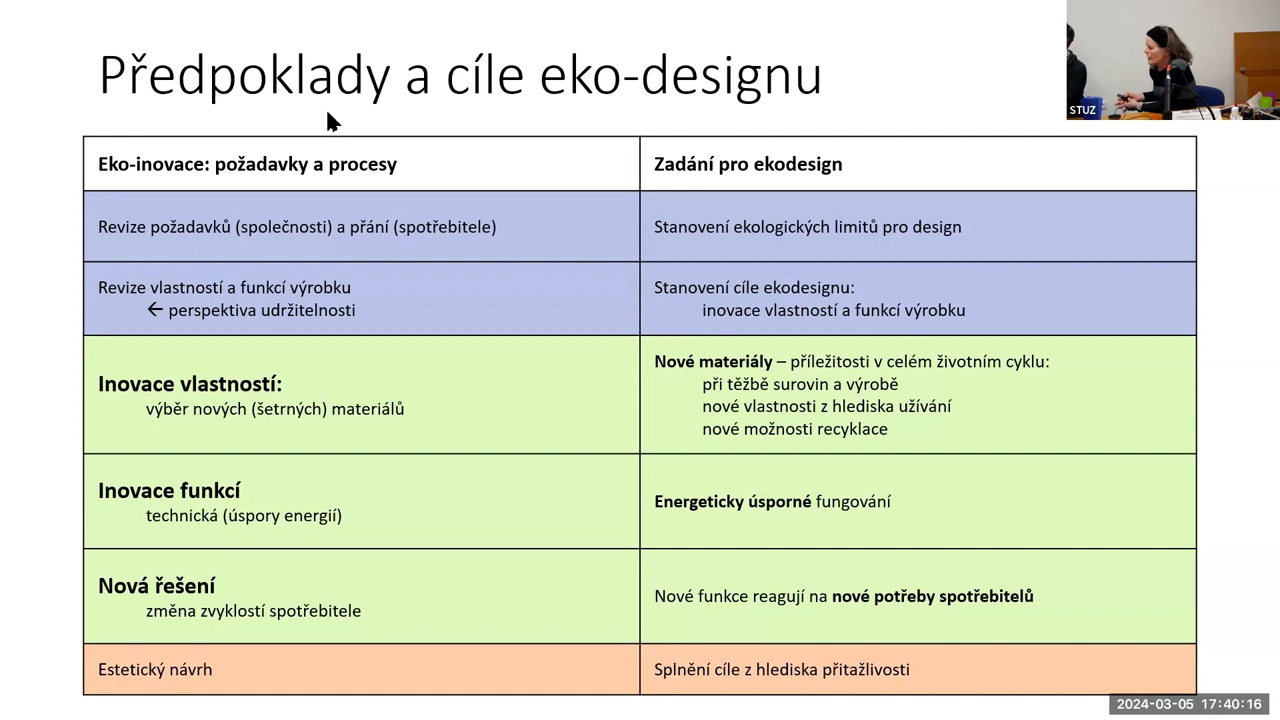 Předpoklady a cíle eko-designu
STUZ
Eko-inovace: požadavky a procesy
Zadání pro ekodesign
Revize požadavků (společnosti) a přání (spotřebitele)
Stanovení ekologických limitů pro design
Revize vlastností a funkcí výrobku
← perspektiva udržitelnosti
Stanovení cíle ekodesignu:
inovace vlastností a funkcí výrobku
Inovace vlastností:
výběr nových (šetrných) materiálů
Nové materiály – příležitosti v celém životním cyklu:
při těžbě surovin a výrobě
nové vlastnosti z hlediska užívání
nové možnosti recyklace
Inovace funkcí
technická (úspory energií)
Energeticky úsporné fungování
Nová řešení
změna zvyklostí spotřebitele
Nové funkce reagují na nové potřeby spotřebitelů
Estetický návrh
Splnění cíle z hlediska přitažlivosti
2024-03-05 17:40:16